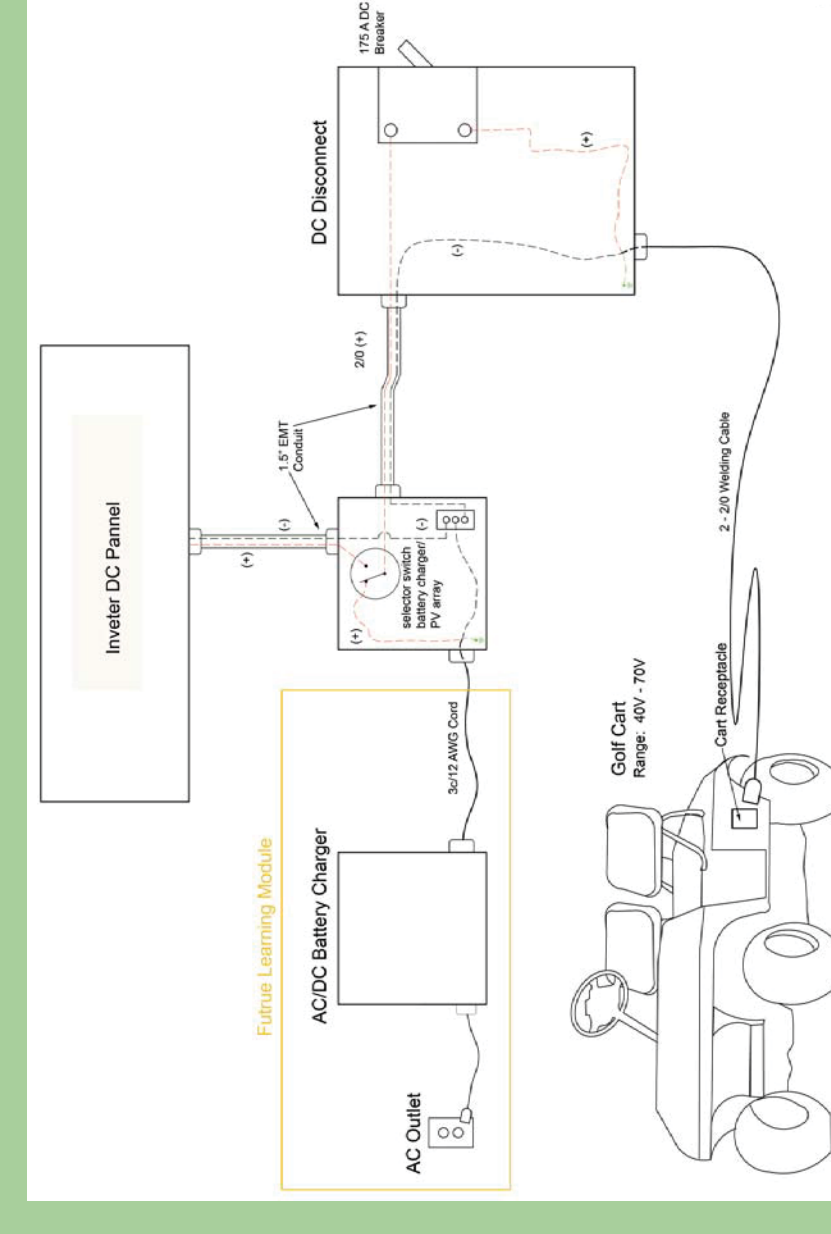 Inveter DC Pannel
(+)
(-)
1.5" EMT
Conduit
2/0 (+)
DC Disconnect
175 A DC
Breaker
(+)
(-)
(+)
(-)
selector switch
battery charger/
PV array
Futrue Learning Module
AC/DC Battery Charger
3c/12 AWG Cord
AC Outlet
Golf Cart
Range: 40V - 70V
Cart Receptacle
2 - 2/0 Welding Cable